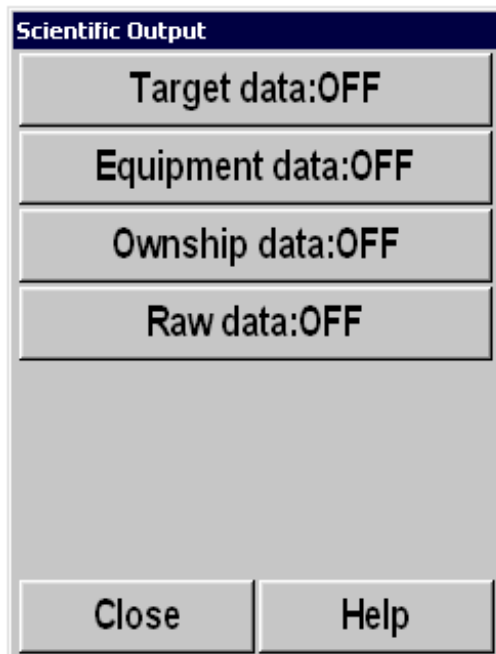 Scientific Output
Target data:OFF
Equipment data:OFF
Ownship data:OFF
Raw data:OFF
Close Help